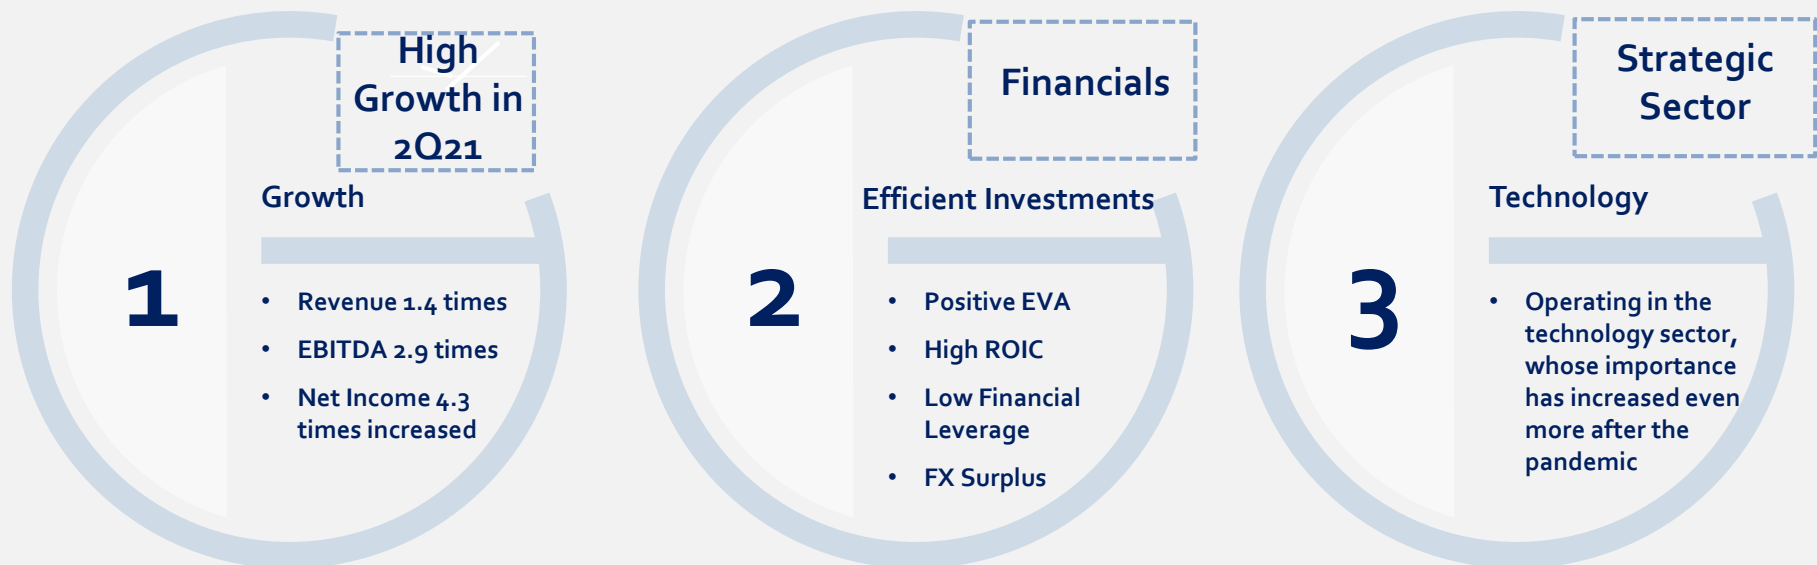 High
Growth in
2Q21
Growth
1
• Revenue 1.4 times
• EBITDA 2.9 times
• Net Income 4.3
times increased
Financials
Efficient Investments
2
• Positive EVA
• High ROIC
• Low Financial
Leverage
• FX Surplus
Strategic
Sector
Technology
3
• Operating in the
technology sector,
whose importance
has increased even
more after the
pandemic